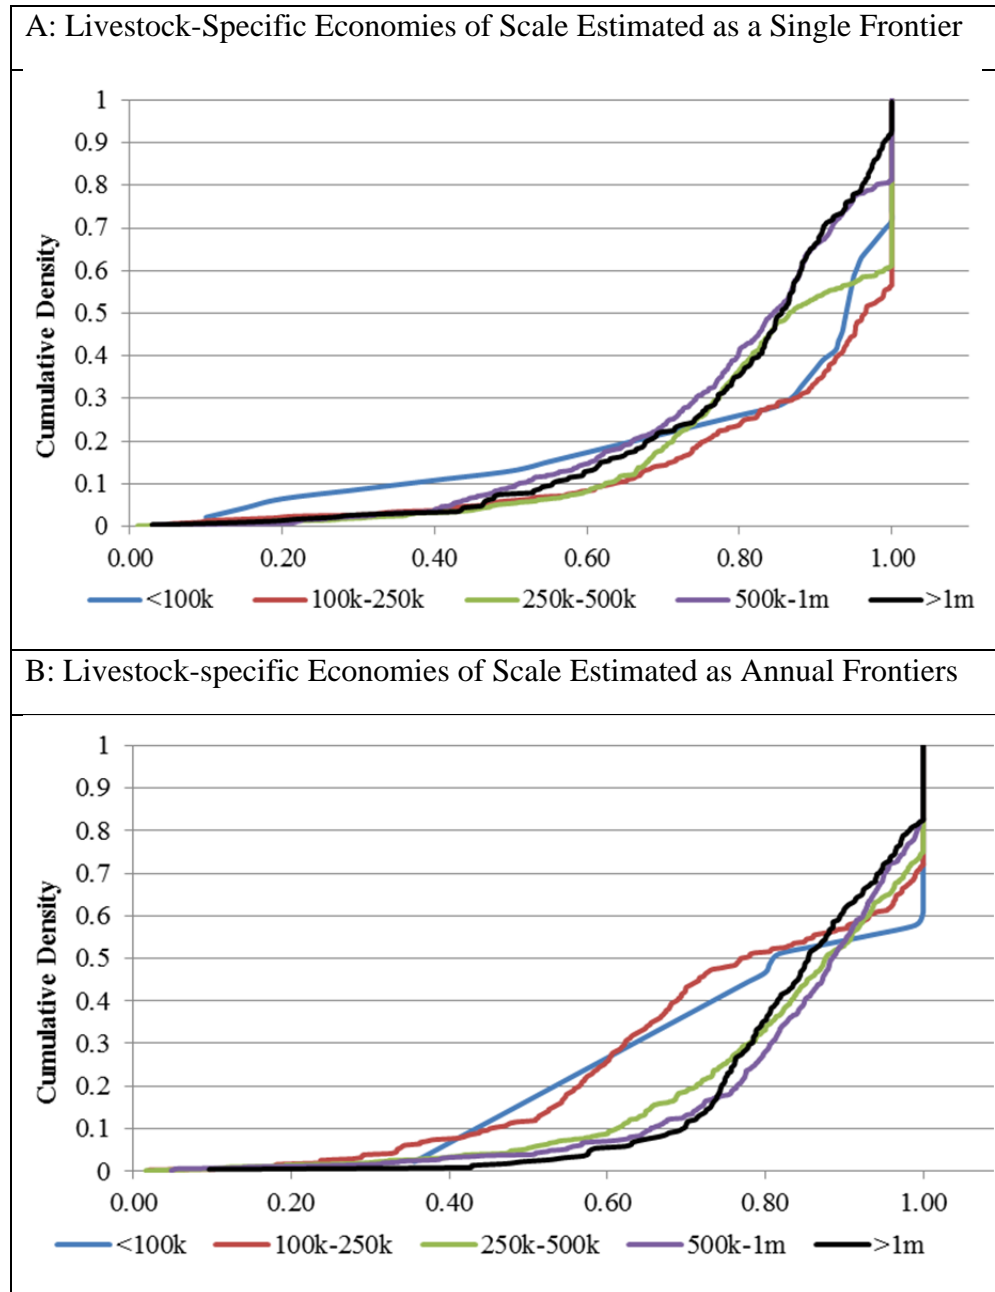 A: Livestock-Specific Economies of Scale Estimated as a Single Frontier
1
0.9
0.8
0.7
0.6
0.5
0.4
0.3
0.2
0.1
0
Cumulative Density
0.00 0.20 0.40 0.60 0.80 1.00
<100k 100k-250k 250k-500k 500k-1m >1m
B: Livestock-specific Economies of Scale Estimated as Annual Frontiers
1
0.9
0.8
0.7
0.6
0.5
0.4
0.3
0.2
0.1
0
Cumulative Density
0.00 0.20 0.40 0.60 0.80 1.00
<100k 100k-250k 250k-500k 500k-1m >1m